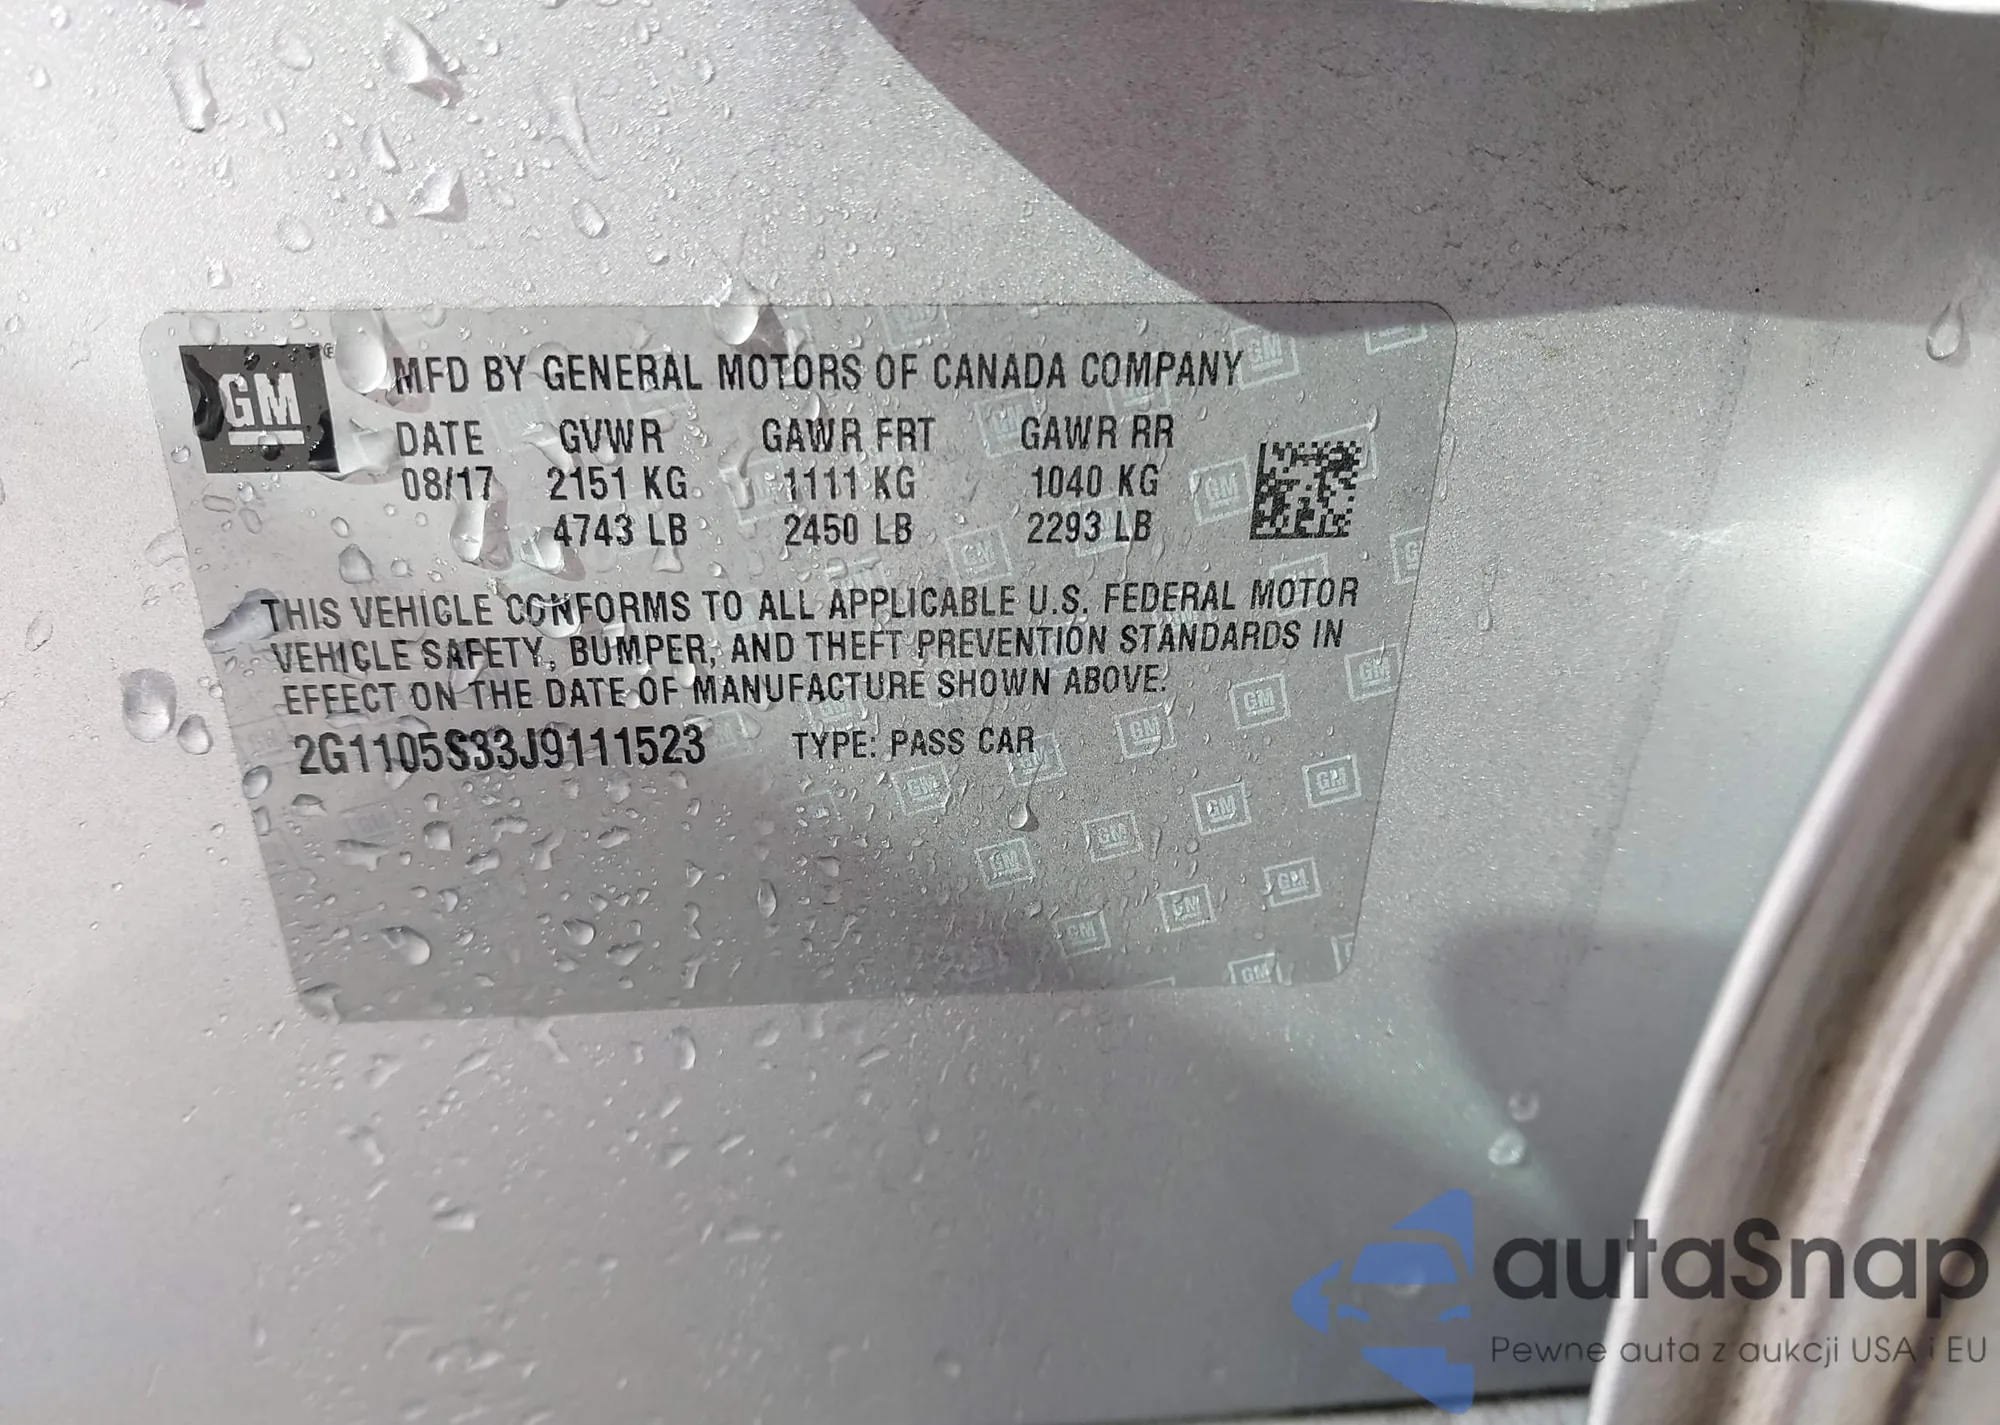 GM ® MFD BY GENERAL MOTORS OF CANADA COMPANY
DATE GVWR GAWR FRT GAWR RR
08/17 2151 KG 1111 KG 1040 KG
4743 LB 2450 LB 2293 LB
THIS VEHICLE CONFORMS TO ALL APPLICABLE U.S. FEDERAL MOTOR
VEHICLE SAFETY, BUMPER, AND THEFT PREVENTION STANDARDS IN
EFFECT ON THE DATE OF MANUFACTURE SHOWN ABOVE.
2G1105S33J9111523 TYPE: PASS CAR
autaSnap
Pewne auta z aukcji USA i EU